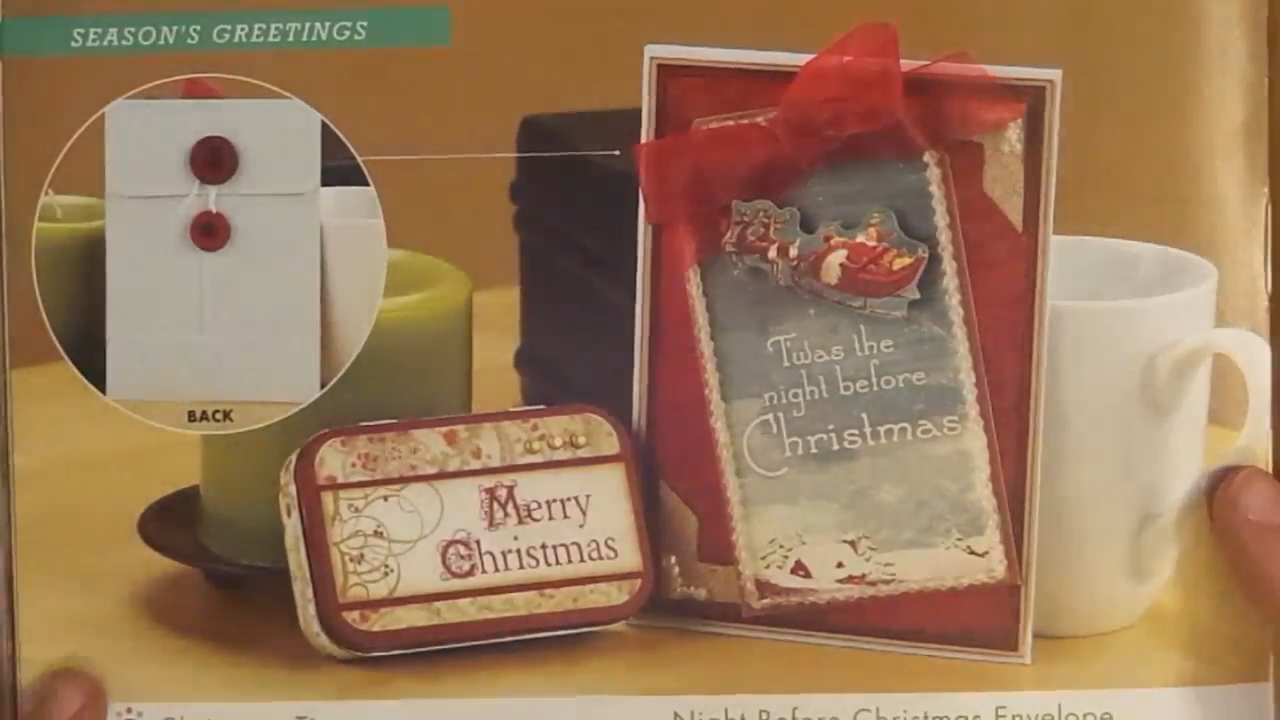 SEASON'S GREETINGS
BACK
Merry
Christmas
'Twas the
night before
Christmas
Night Before Christmas Envelope